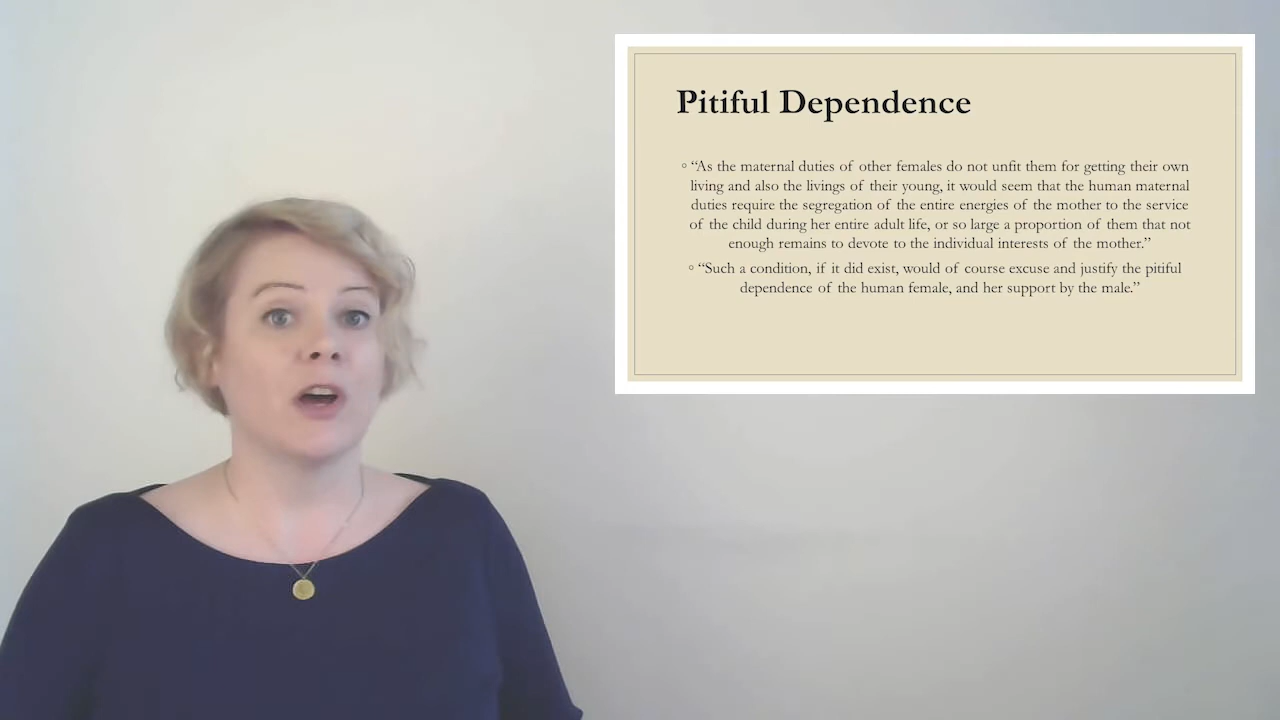 Pitiful Dependence
◦ “As the maternal duties of other females do not unfit them for getting their own
living and also the livings of their young, it would seem that the human maternal
duties require the segregation of the entire energies of the mother to the service
of the child during her entire adult life, or so large a proportion of them that not
enough remains to devote to the individual interests of the mother.”
◦ “Such a condition, if it did exist, would of course excuse and justify the pitiful
dependence of the human female, and her support by the male.”